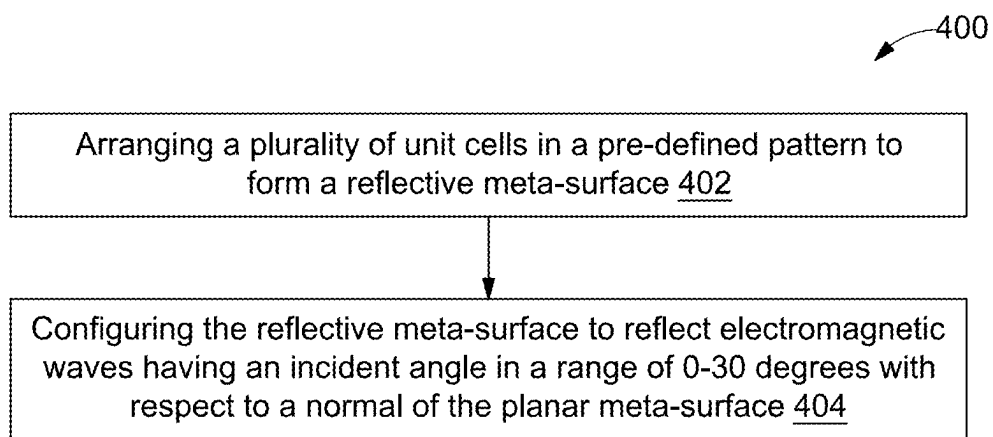 400
Arranging a plurality of unit cells in a pre-defined pattern to
form a reflective meta-surface 402
Configuring the reflective meta-surface to reflect electromagnetic
waves having an incident angle in a range of 0-30 degrees with
respect to a normal of the planar meta-surface 404